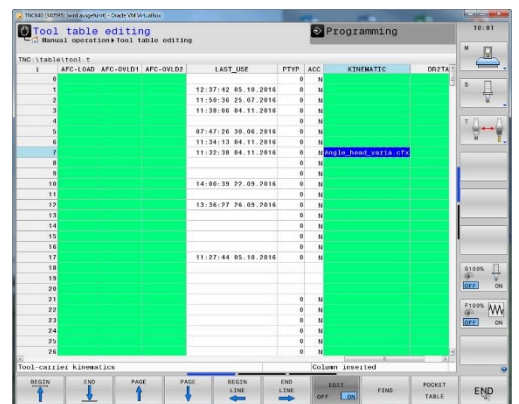 TNC640 (340595) [wird ausgeführt] - Oracle VM VirtualBox
Tool table editing
Manual operation Tool table editing
Programming
10:01
TNC:\table\tool.t
T AFC-LOAD AFC-OVLD1 AFC-OVLD2 LAST_USE PTYP ACC KINEMATIC DR2TA
0 0 N
1 12:37:42 05.10.2016 0 N
2 11:50:36 25.07.2016 0 N
3 11:38:06 04.11.2016 0 N
4 0 N
5 07:47:26 30.06.2016 0 N
6 11:34:13 04.11.2016 0 N
7 11:32:38 04.11.2016 0 N Angle_head_varia.cfx
8 0 N
9 0 N
10 14:00:39 22.09.2016 0 N
11 0 N
12 13:36:27 26.09.2016 0 N
13 0 N
14 0 N
15 0 N
16 0 N
17 11:27:44 05.10.2016 0 N
18
19
20
21 0 N
22 0 N
23 0 N
24 0 N
25 0 N
26 0 N
Tool-carrier kinematics
Column inserted
M
S
T
S100%
OFF ON
F100%
OFF ON
BEGIN
END
PAGE
PAGE
BEGIN LINE
END LINE
EDIT
OFF ON
FIND
POCKET TABLE
END